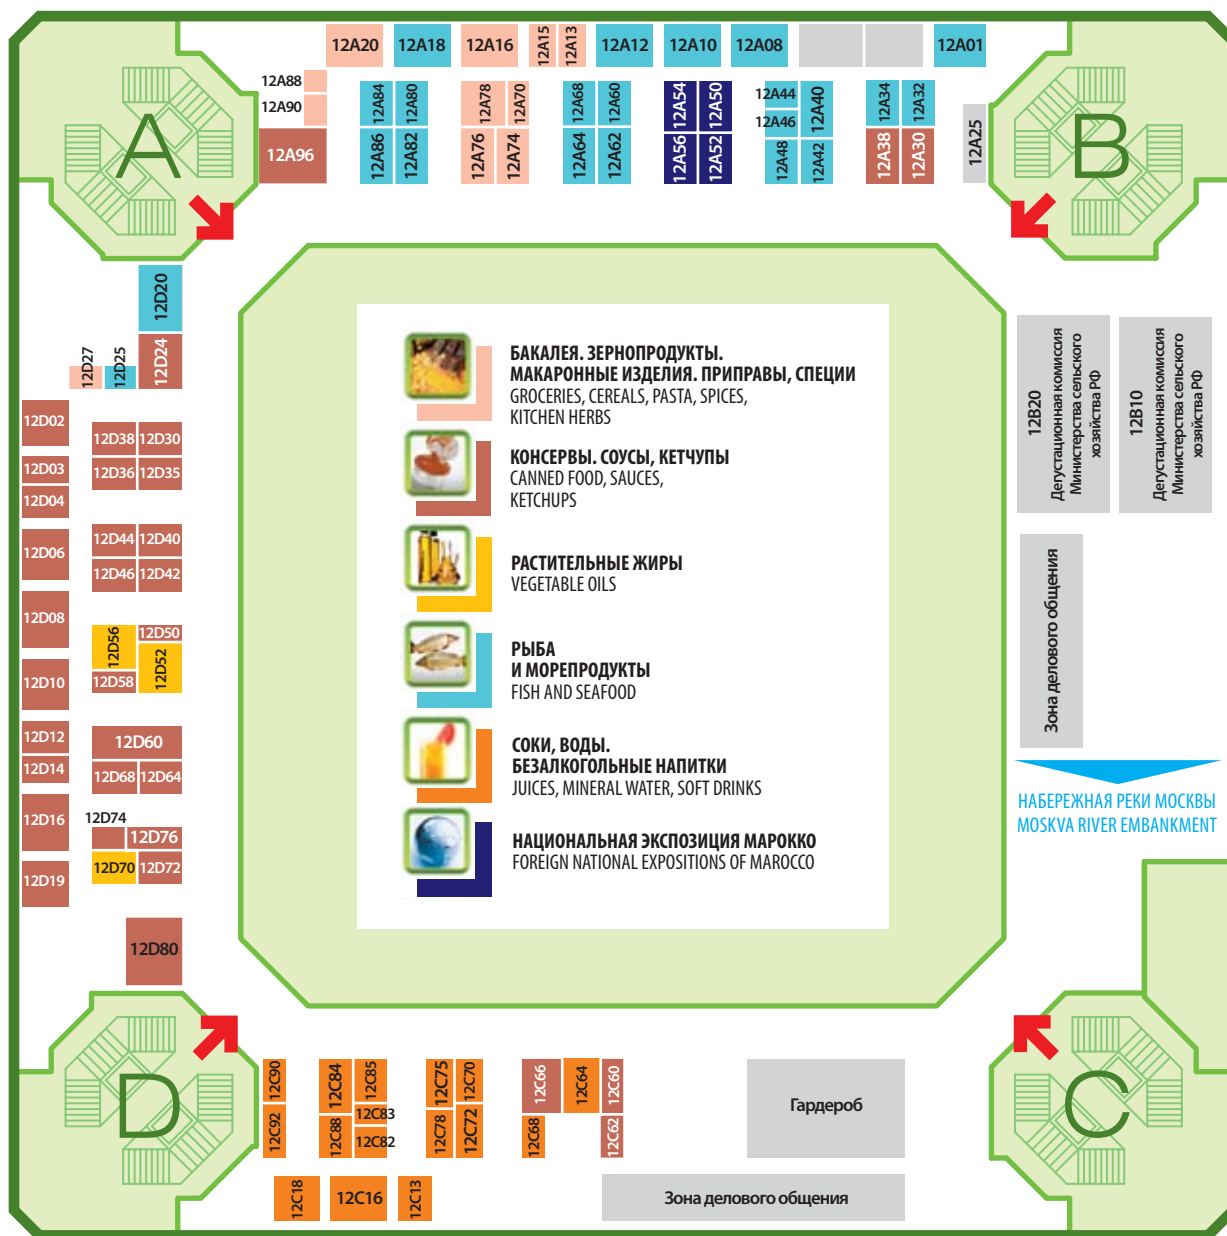 12A20
12A18
12A16
12A15
12A13
12A12
12A10
12A08
12A01
12A88
12A90
12A96
12A84
12A80
12A86
12A82
12A78
12A70
12A76
12A74
12A68
12A60
12A64
12A62
12A54
12A50
12A56
12A52
12A44
12A46
12A40
12A48
12A42
12A34
12A32
12A38
12A30
12A25
A
B
12D20
12D24
12D27
12D25
12D02
12D03
12D04
12D06
12D08
12D10
12D12
12D14
12D16
12D19
12D38
12D30
12D36
12D35
12D44
12D40
12D46
12D42
12D56
12D50
12D52
12D58
12D60
12D68
12D64
12D74
12D76
12D70
12D72
12D80
БАКАЛЕЯ. ЗЕРНОПРОДУКТЫ.
МАКАРОННЫЕ ИЗДЕЛИЯ. ПРИПРАВЫ, СПЕЦИИ
GROCERIES, CEREALS, PASTA, SPICES,
KITCHEN HERBS
КОНСЕРВЫ. СОУСЫ, КЕТЧУПЫ
CANNED FOOD, SAUCES,
KETCHUPS
РАСТИТЕЛЬНЫЕ ЖИРЫ
VEGETABLE OILS
РЫБА
И МОРЕПРОДУКТЫ
FISH AND SEAFOOD
СОКИ, ВОДЫ.
БЕЗАЛКОГОЛЬНЫЕ НАПИТКИ
JUICES, MINERAL WATER, SOFT DRINKS
НАЦИОНАЛЬНАЯ ЭКСПОЗИЦИЯ МАРОККО
FOREIGN NATIONAL EXPOSITIONS OF MAROCCO
12B20
Дегустационная комиссия
Министерства сельского
хозяйства РФ
12B10
Дегустационная комиссия
Министерства сельского
хозяйства РФ
Зона делового общения
НАБЕРЕЖНАЯ РЕКИ МОСКВЫ
MOSKVA RIVER EMBANKMENT
D
C
12C90
12C92
12C84
12C85
12C83
12C88
12C82
12C75
12C70
12C78
12C72
12C66
12C64
12C60
12C68
12C62
12C18
12C16
12C13
Гардероб
Зона делового общения